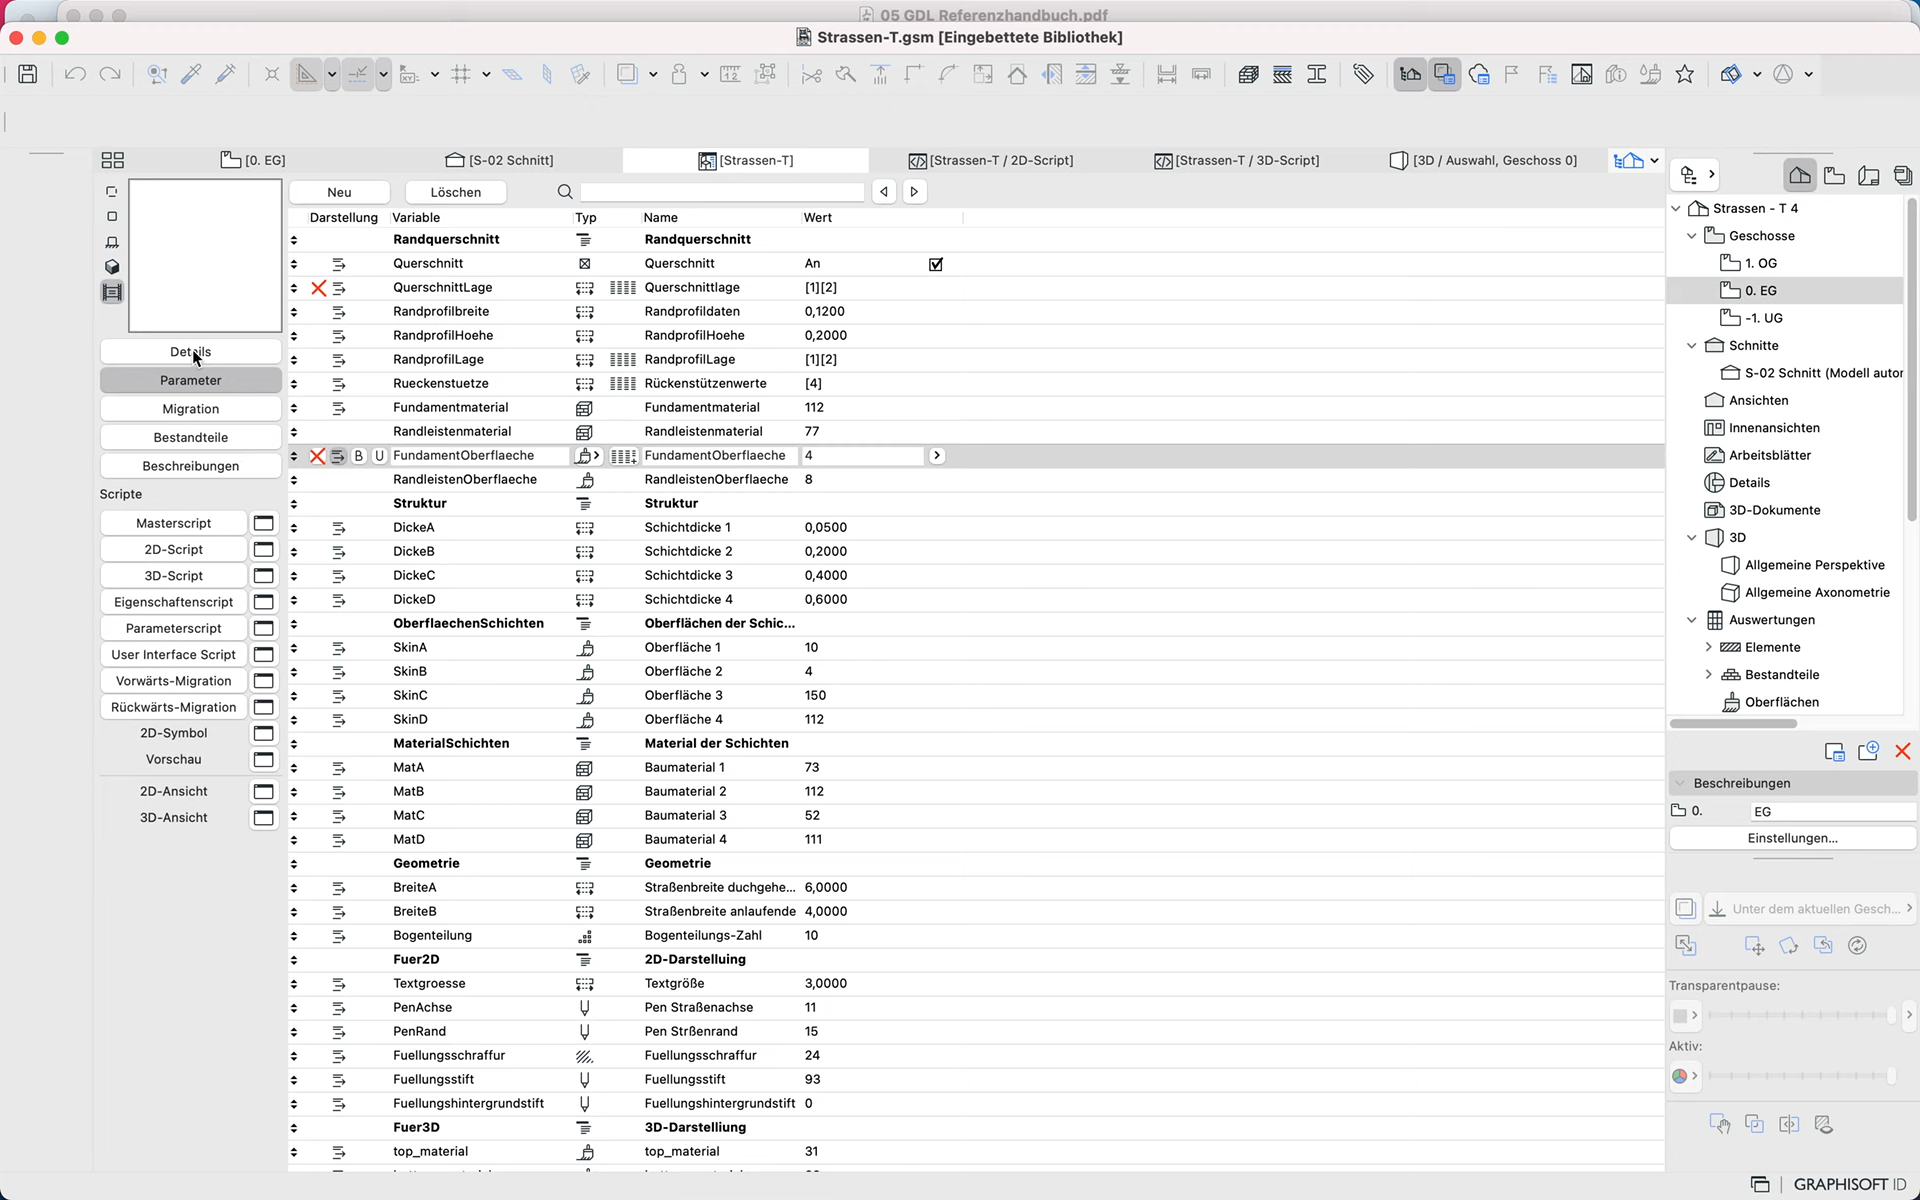 05 GDL Referenzhandbuch.pdf
Strassen-T.gsm [Eingebettete Bibliothek]
[0. EG]
[S-02 Schnitt]
[Strassen-T]
[Strassen-T / 2D-Script]
[Strassen-T / 3D-Script]
[3D / Auswahl, Geschoss 0]
Details
Parameter
Migration
Bestandteile
Beschreibungen
Scripte
Masterscript
2D-Script
3D-Script
Eigenschaftenscript
Parameterscript
User Interface Script
Vorwärts-Migration
Rückwärts-Migration
2D-Symbol
Vorschau
2D-Ansicht
3D-Ansicht
Neu
Löschen
Darstellung Variable Typ Name Wert
Randquerschnitt Randquerschnitt
Querschnitt Querschnitt An
QuerschnittLage Querschnittlage [1][2]
Randprofilbreite Randprofildaten 0,1200
RandprofilHoehe RandprofilHoehe 0,2000
RandprofilLage RandprofilLage [1][2]
Rueckenstuetze Rückenstützenwerte [4]
Fundamentmaterial Fundamentmaterial 112
Randleistenmaterial Randleistenmaterial 77
B U FundamentOberflaeche FundamentOberflaeche 4
RandleistenOberflaeche RandleistenOberflaeche 8
Struktur Struktur
DickeA Schichtdicke 1 0,0500
DickeB Schichtdicke 2 0,2000
DickeC Schichtdicke 3 0,4000
DickeD Schichtdicke 4 0,6000
OberflaechenSchichten Oberflächen der Schic...
SkinA Oberfläche 1 10
SkinB Oberfläche 2 4
SkinC Oberfläche 3 150
SkinD Oberfläche 4 112
MaterialSchichten Material der Schichten
MatA Baumaterial 1 73
MatB Baumaterial 2 112
MatC Baumaterial 3 52
MatD Baumaterial 4 111
Geometrie Geometrie
BreiteA Straßenbreite duchgehe... 6,0000
BreiteB Straßenbreite anlaufende 4,0000
Bogenteilung Bogenteilungs-Zahl 10
Fuer2D 2D-Darstelluing
Textgroesse Textgröße 3,0000
PenAchse Pen Straßenachse 11
PenRand Pen Strßenrand 15
Fuellungsschraffur Fuellungsschraffur 24
Fuellungsstift Fuellungsstift 93
Fuellungshintergrundstift Fuellungshintergrundstift 0
Fuer3D 3D-Darstelliung
top_material top_material 31
Strassen - T 4
Geschosse
1. OG
0. EG
-1. UG
Schnitte
S-02 Schnitt (Modell autor
Ansichten
Innenansichten
Arbeitsblätter
Details
3D-Dokumente
3D
Allgemeine Perspektive
Allgemeine Axonometrie
Auswertungen
Elemente
Bestandteile
Oberflächen
Beschreibungen
0. EG
Einstellungen...
Unter dem aktuellen Gesch...
Transparentpause:
Aktiv:
GRAPHISOFT ID